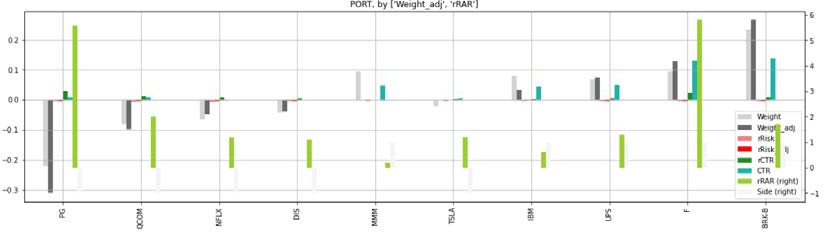 PORT, by ['Weight_adj', 'rRAR']
0.2
0.1
0.0
−0.1
−0.2
−0.3
6
5
4
3
2
1
0
−1
Weight
Weight_adj
rRisk
rRisk lj
rCTR
CTR
rRAR (right)
Side (right)
PG
QCOM
NFLX
DIS
MMM
TSLA
IBM
UPS
F
BRK-B